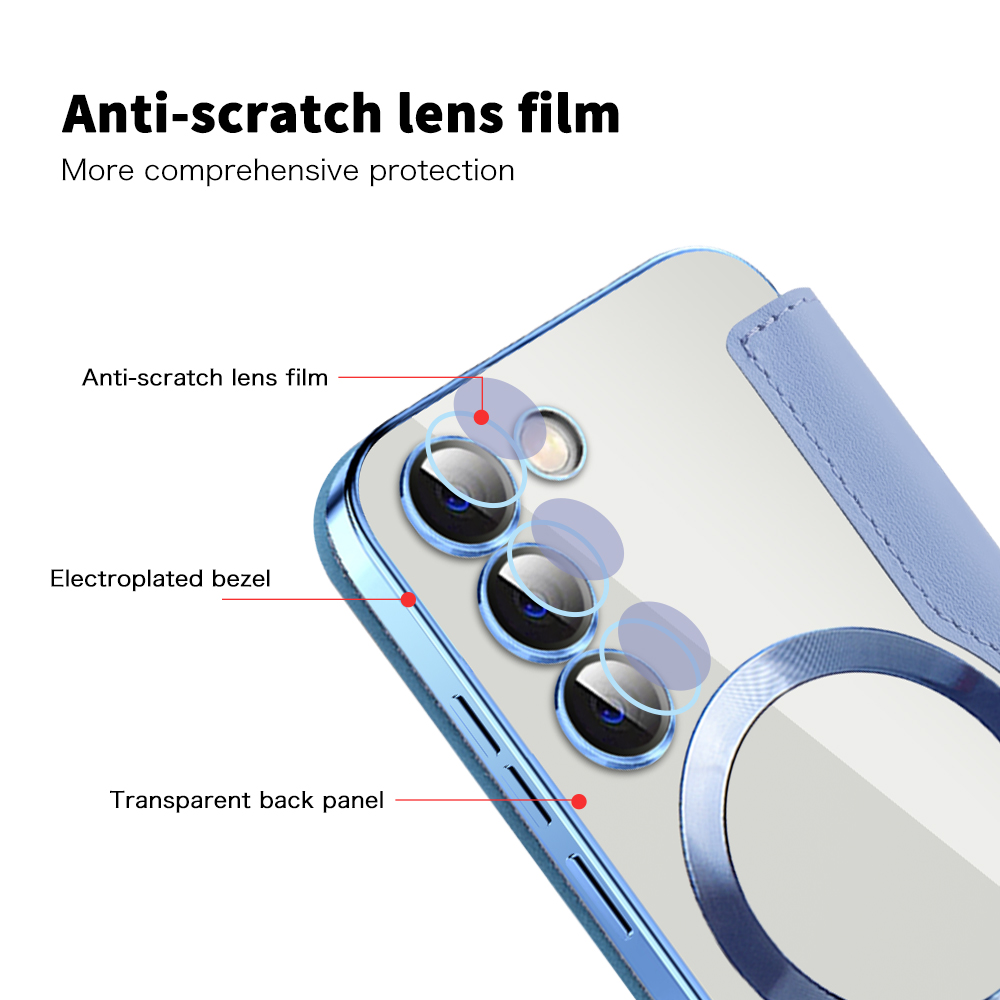 Anti-scratch lens film
More comprehensive protection
Anti-scratch lens film
Electroplated bezel
Transparent back panel